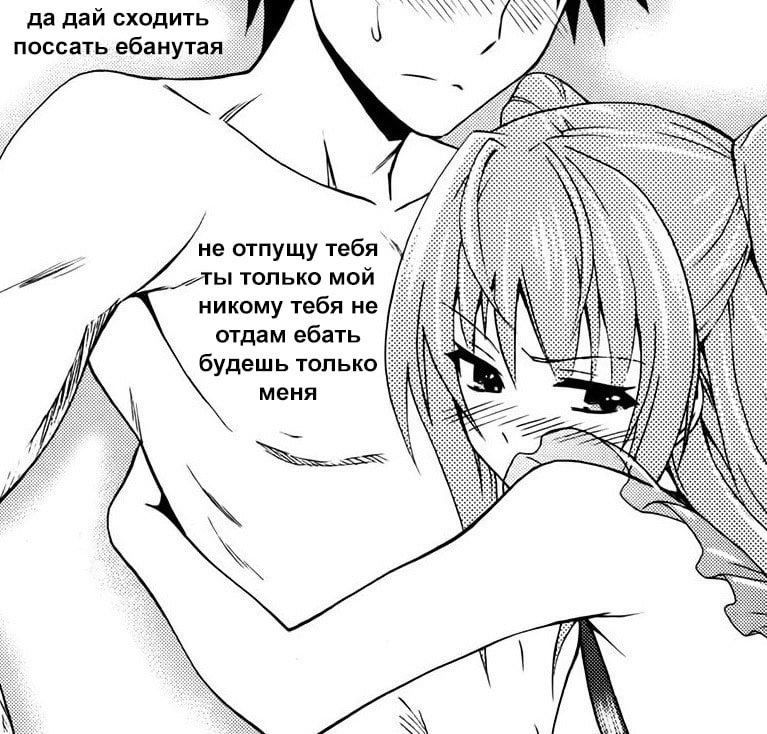 да дай сходить
поссать ебанутая
не отпущу тебя
ты только мой
никому тебя не
отдам ебать
будешь только
меня